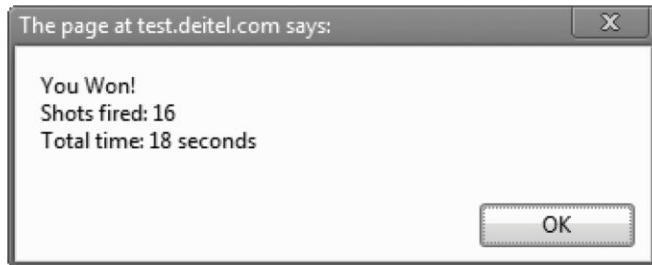 The page at test.deitel.com says:
You Won!
Shots fired: 16
Total time: 18 seconds
OK